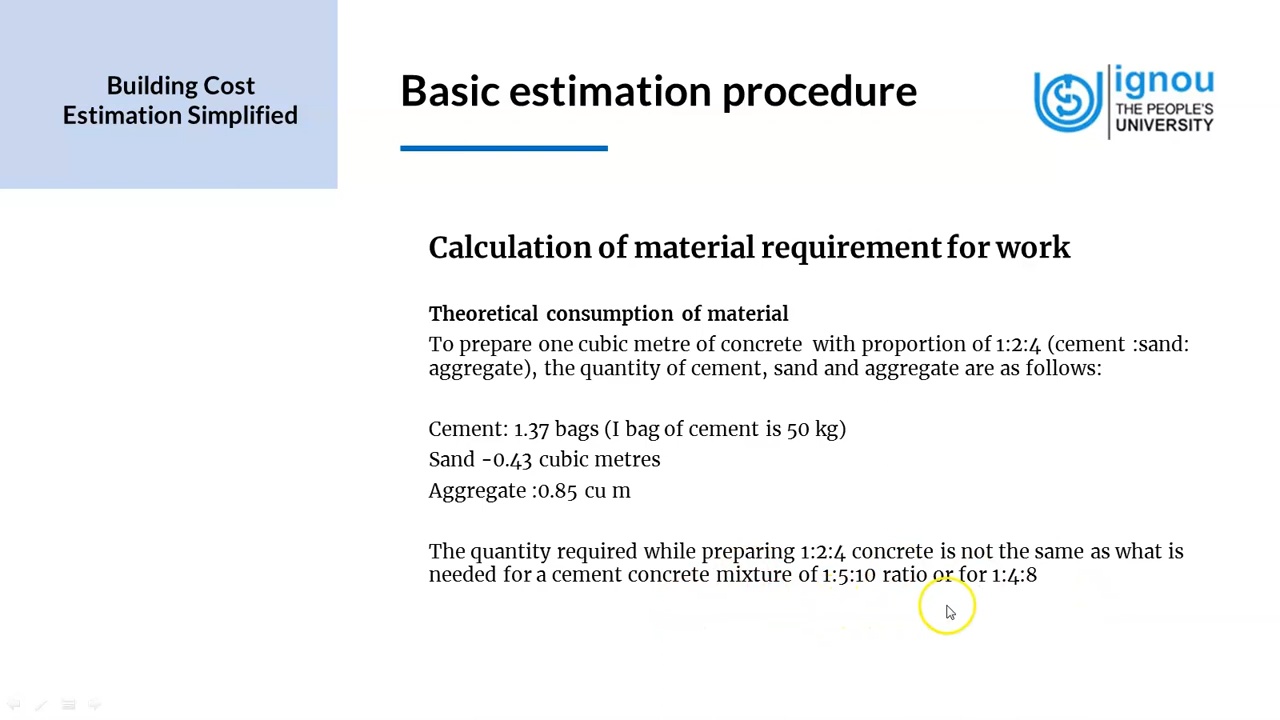 Building Cost
Estimation Simplified
Basic estimation procedure
ignou
THE PEOPLE'S
UNIVERSITY
Calculation of material requirement for work
Theoretical consumption of material
To prepare one cubic metre of concrete with proportion of 1:2:4 (cement :sand:
aggregate), the quantity of cement, sand and aggregate are as follows:
Cement: 1.37 bags (I bag of cement is 50 kg)
Sand -0.43 cubic metres
Aggregate :0.85 cu m
The quantity required while preparing 1:2:4 concrete is not the same as what is
needed for a cement concrete mixture of 1:5:10 ratio or for 1:4:8